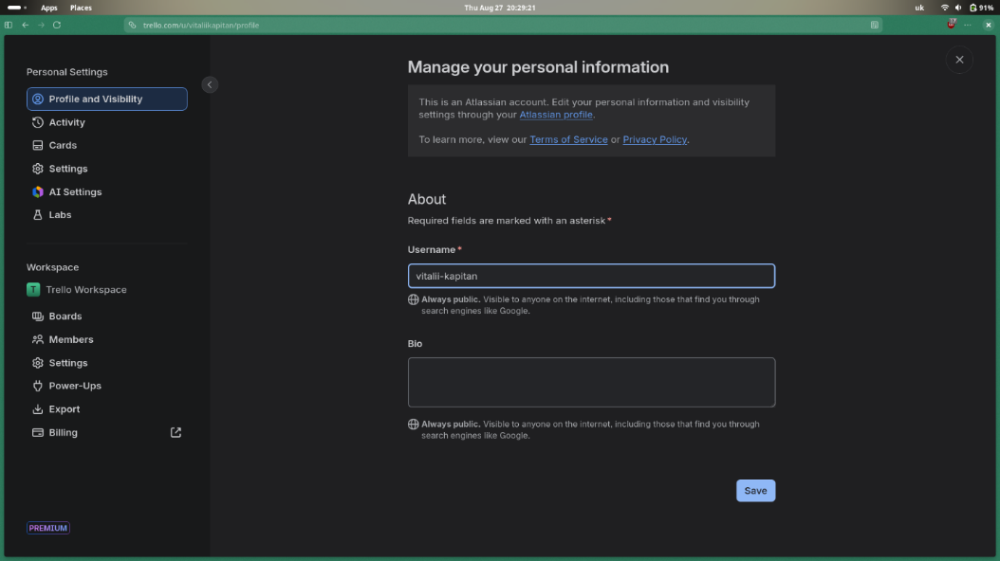 Apps Places Thu Aug 27 20:29:21 uk 91%
trello.com/u/vitaliikapitan/profile
Personal Settings
Profile and Visibility
Activity
Cards
Settings
AI Settings
Labs
Workspace
T Trello Workspace
Boards
Members
Settings
Power-Ups
Export
Billing
PREMIUM
Manage your personal information
This is an Atlassian account. Edit your personal information and visibility
settings through your Atlassian profile.
To learn more, view our Terms of Service or Privacy Policy.
About
Required fields are marked with an asterisk *
Username *
vitalii-kapitan
Always public. Visible to anyone on the internet, including those that find you through
search engines like Google.
Bio
Always public. Visible to anyone on the internet, including those that find you through
search engines like Google.
Save